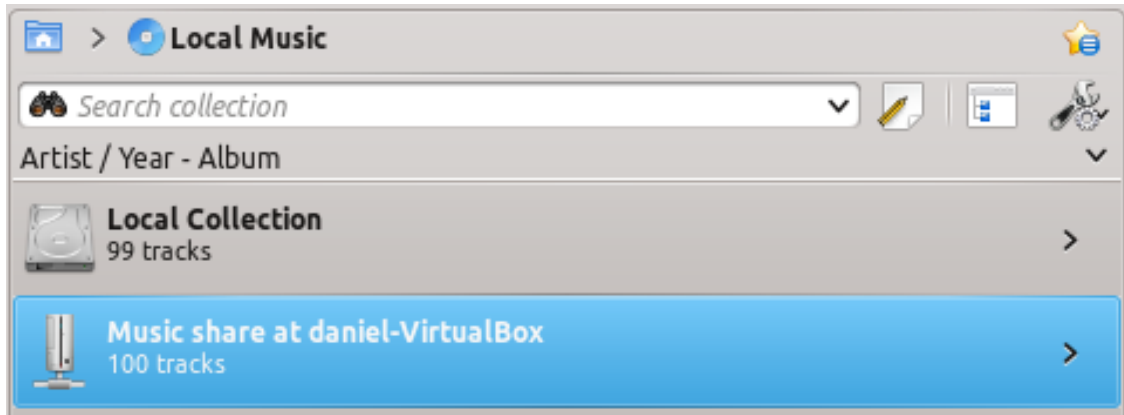 > Local Music
Search collection
Artist / Year - Album
Local Collection
99 tracks
Music share at daniel-VirtualBox
100 tracks